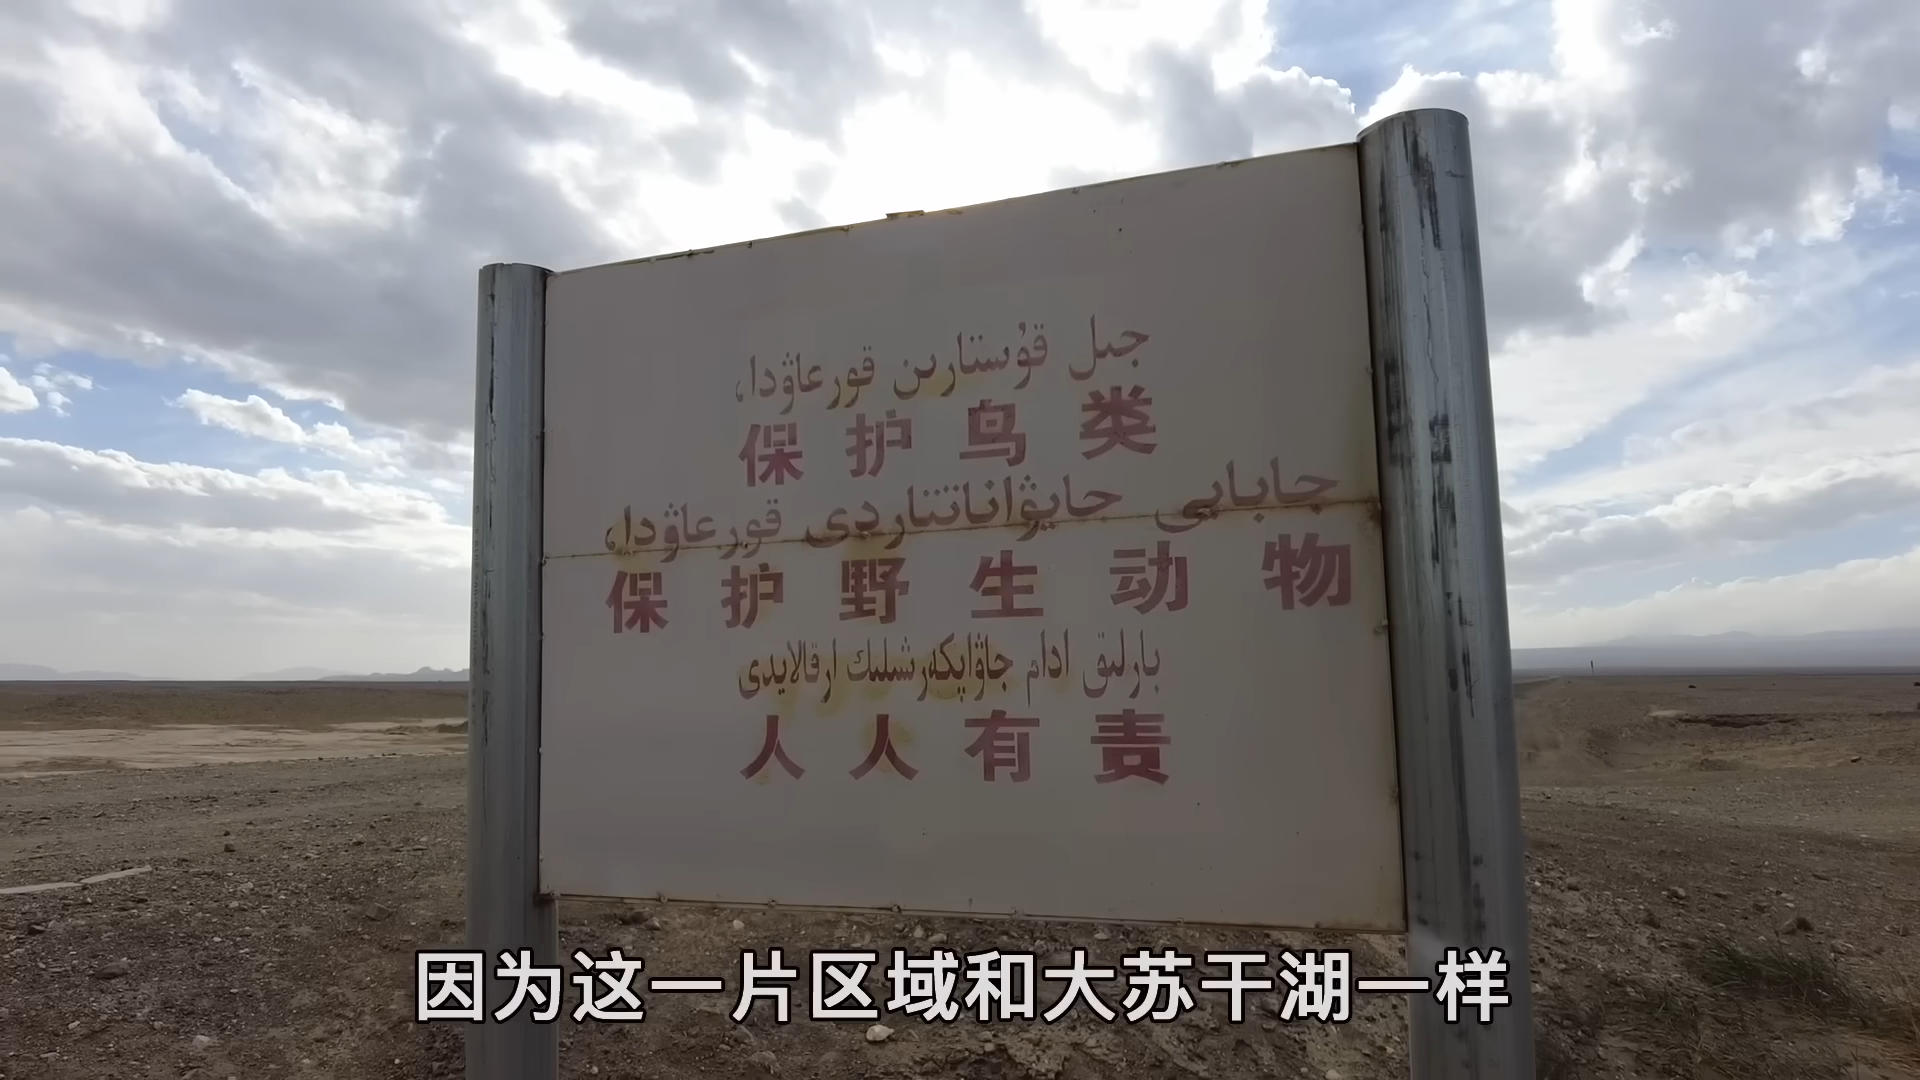 جىل قۇستارىن قورعاۋدا،
保护鸟类
جابايى جايۋاناتتاردى قورعاۋدا،
保护野生动物
بارلىق ادام جاۋاپكەرشىلىك ارقالايدى
人人有责
因为这一片区域和大苏干湖一样